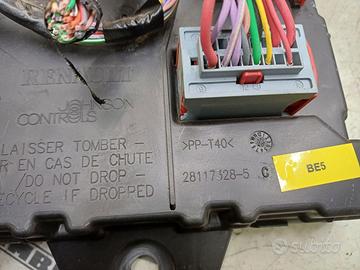 RENAULT
JOHNSON
CONTROLS
LAISSER TOMBER -
R EN CAS DE CHUTE
/DO NOT DROP -
ECYCLE IF DROPPED
>PP-T40<
28117328-5 C
BE5
subito